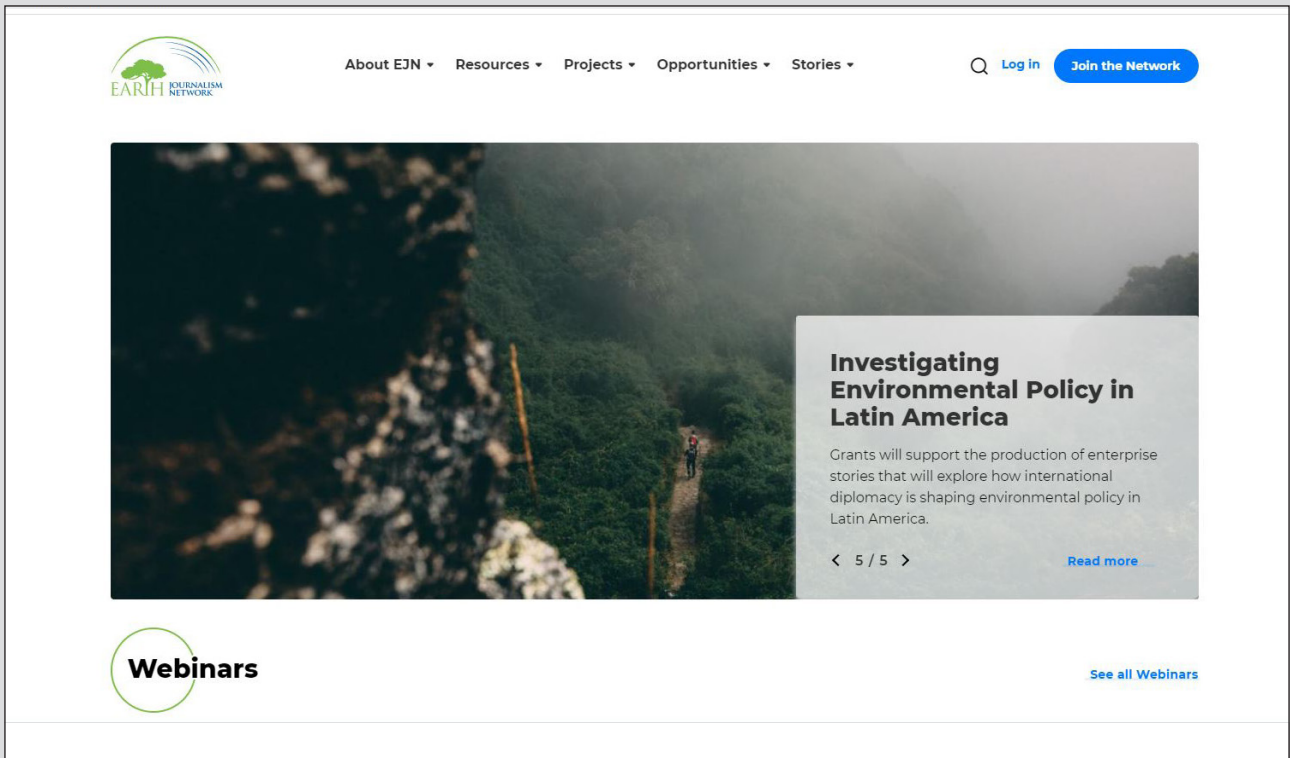 EARTH JOURNALISM NETWORK
About EJN Resources Projects Opportunities Stories Log in Join the Network
Investigating
Environmental Policy in
Latin America
Grants will support the production of enterprise
stories that will explore how international
diplomacy is shaping environmental policy in
Latin America.
5 / 5 Read more
Webinars See all Webinars